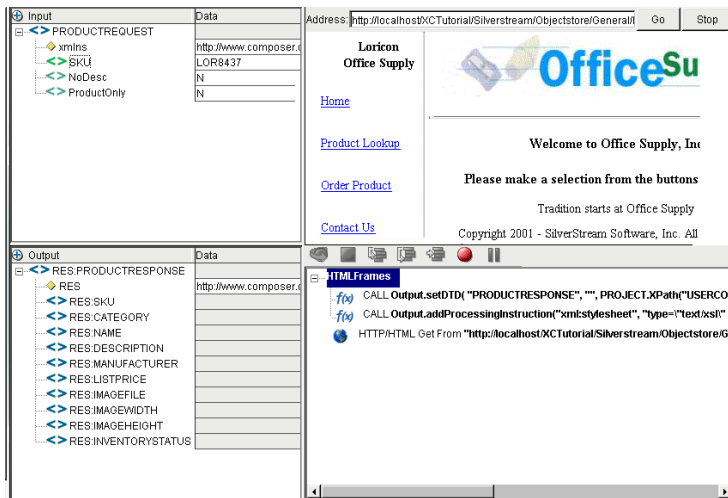 Input Data
PRODUCTREQUEST
xmlns http://www.composer.c
SKU LOR8437
NoDesc N
ProductOnly N
Address: http://localhost/XCTutorial/Silverstream/Objectstore/General/I Go Stop
Loricon
Office Supply
Home
Product Lookup
Order Product
Contact Us
OfficeSu
Welcome to Office Supply, Inc
Please make a selection from the buttons
Tradition starts at Office Supply
Copyright 2001 - SilverStream Software, Inc. All
Output Data
RES:PRODUCTRESPONSE
RES http://www.composer.c
RES:SKU
RES:CATEGORY
RES:NAME
RES:DESCRIPTION
RES:MANUFACTURER
RES:LISTPRICE
RES:IMAGEFILE
RES:IMAGEWIDTH
RES:IMAGEHEIGHT
RES:INVENTORYSTATUS
HTMLFrames
f(x) CALL Output.setDTD( "PRODUCTRESPONSE", "", PROJECT.XPath("USERCO
f(x) CALL Output.addProcessingInstruction("xml:stylesheet", "type=\"text/xsl\"
HTTP/HTML Get From "http://localhost/XCTutorial/Silverstream/Objectstore/G